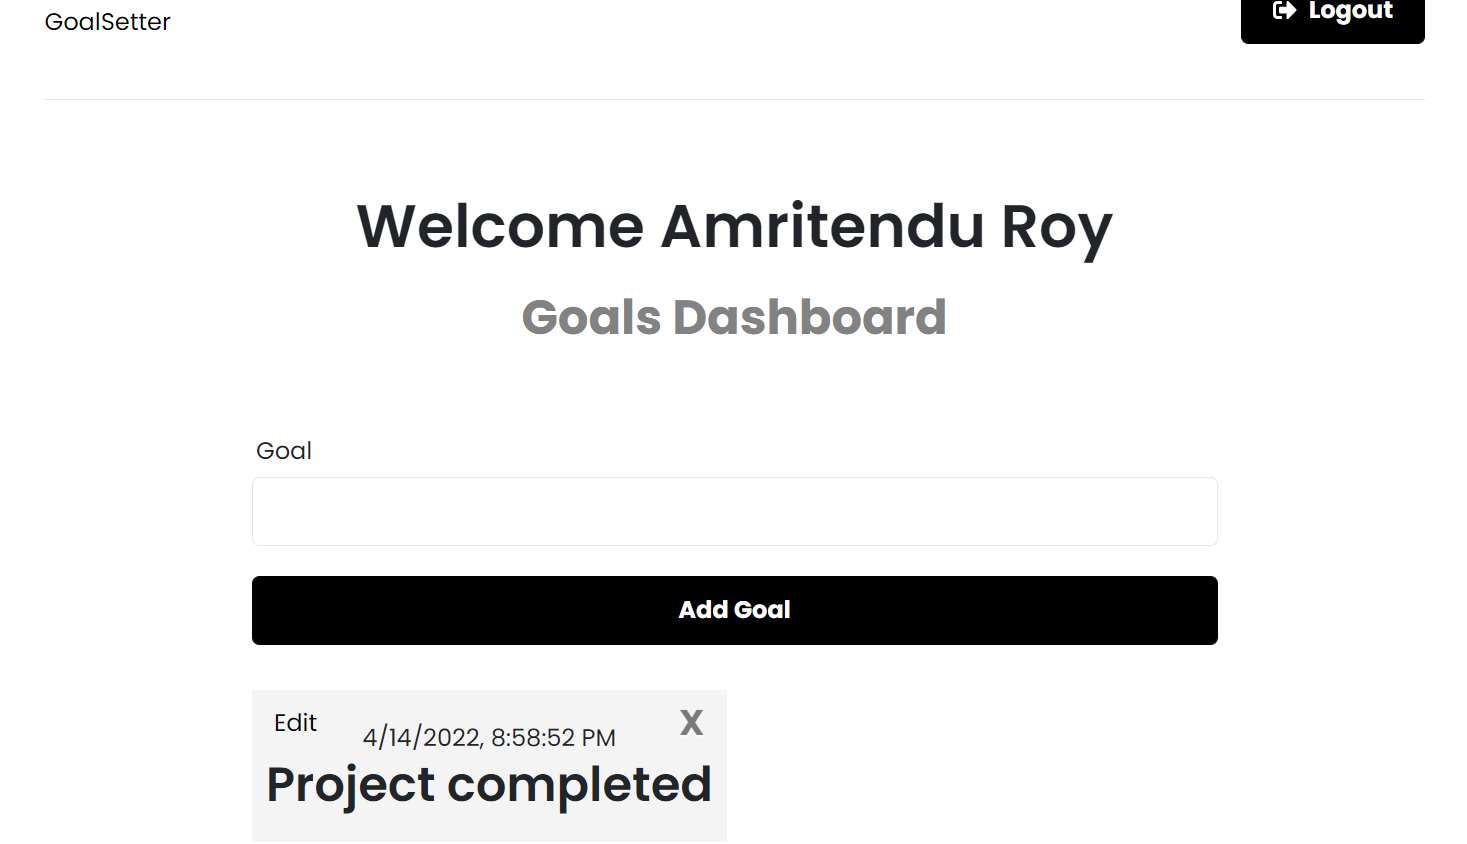 GoalSetter
Logout
Welcome Amritendu Roy
Goals Dashboard
Goal
Add Goal
Edit
4/14/2022, 8:58:52 PM
X
Project completed